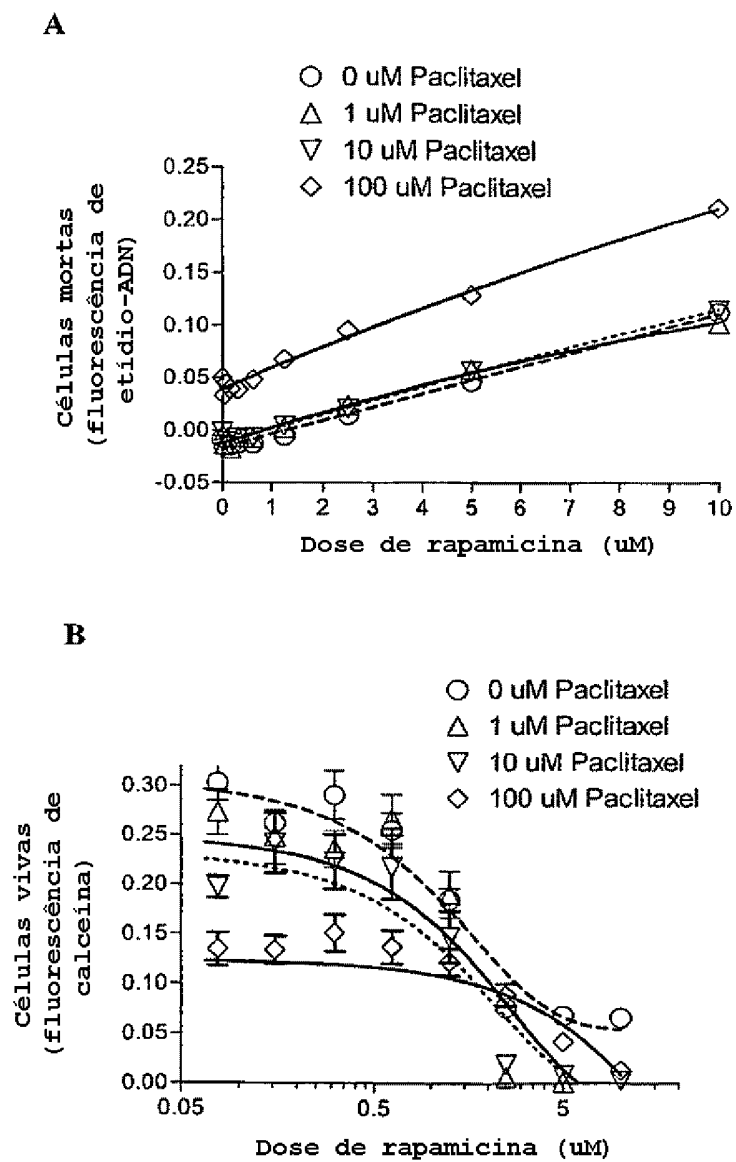 A
0 uM Paclitaxel
1 uM Paclitaxel
10 uM Paclitaxel
100 uM Paclitaxel
Células mortas
(fluorescência de
etídio-ADN)
0.25
0.20
0.15
0.10
0.05
0.00
-0.05
0 1 2 3 4 5 6 7 8 9 10
Dose de rapamicina (uM)
B
0 uM Paclitaxel
1 uM Paclitaxel
10 uM Paclitaxel
100 uM Paclitaxel
Células vivas
(fluorescência de
calceína)
0.30
0.25
0.20
0.15
0.10
0.05
0.00
0.05 0.5 5
Dose de rapamicina (uM)